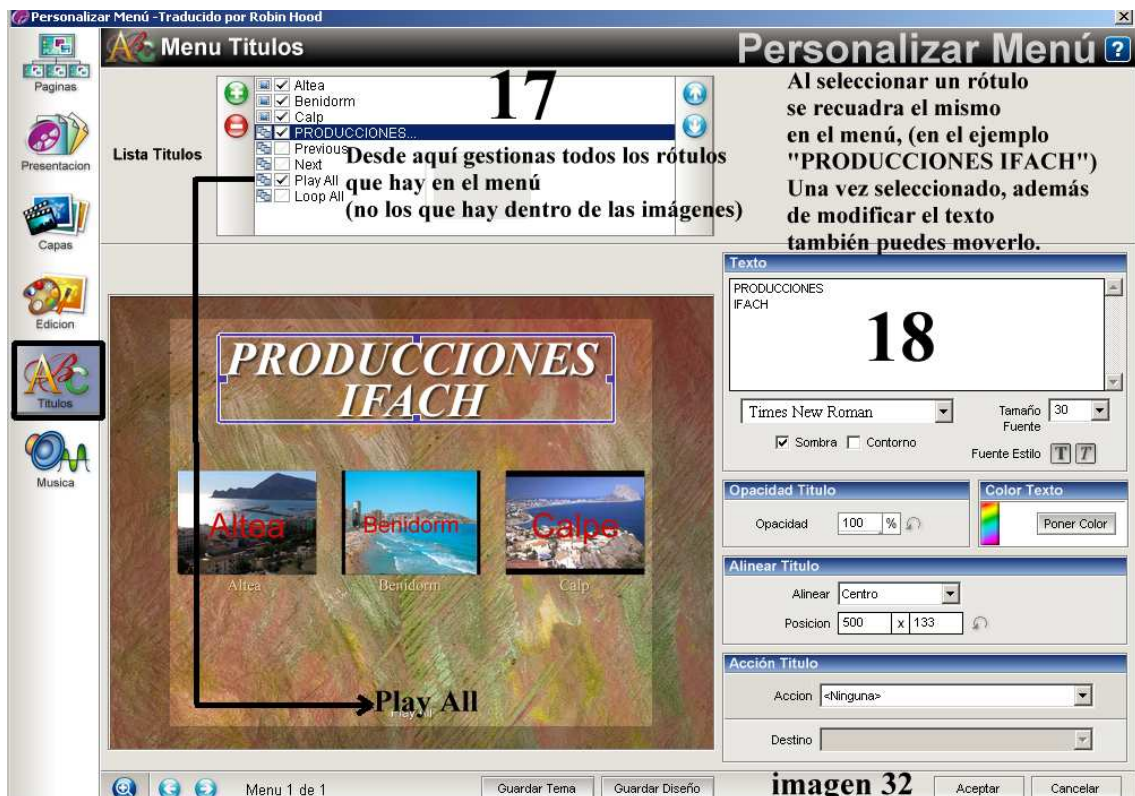 Personalizar Menú -Traducido por Robin Hood
Menu Titulos
Personalizar Menú
Paginas
Presentacion
Capas
Edicion
Titulos
Musica
Lista Titulos
Altea
Benidorm
Calp
PRODUCCIONES...
Previous
Next
Play All
Loop All
17
Desde aquí gestionas todos los rótulos
que hay en el menú
(no los que hay dentro de las imágenes)
Al seleccionar un rótulo
se recuadra el mismo
en el menú, (en el ejemplo
"PRODUCCIONES IFACH")
Una vez seleccionado, además
de modificar el texto
también puedes moverlo.
PRODUCCIONES
IFACH
Altea
Benidorm
Calpe
Altea
Benidorm
Calp
Play All
Play All
Texto
PRODUCCIONES
IFACH
18
Times New Roman
Tamaño Fuente 30
Sombra Contorno
Fuente Estilo T T
Opacidad Titulo
Opacidad 100 %
Color Texto
Poner Color
Alinear Titulo
Alinear Centro
Posicion 500 x 133
Acción Titulo
Accion <Ninguna>
Destino
Menu 1 de 1
Guardar Tema
Guardar Diseño
imagen 32
Aceptar
Cancelar